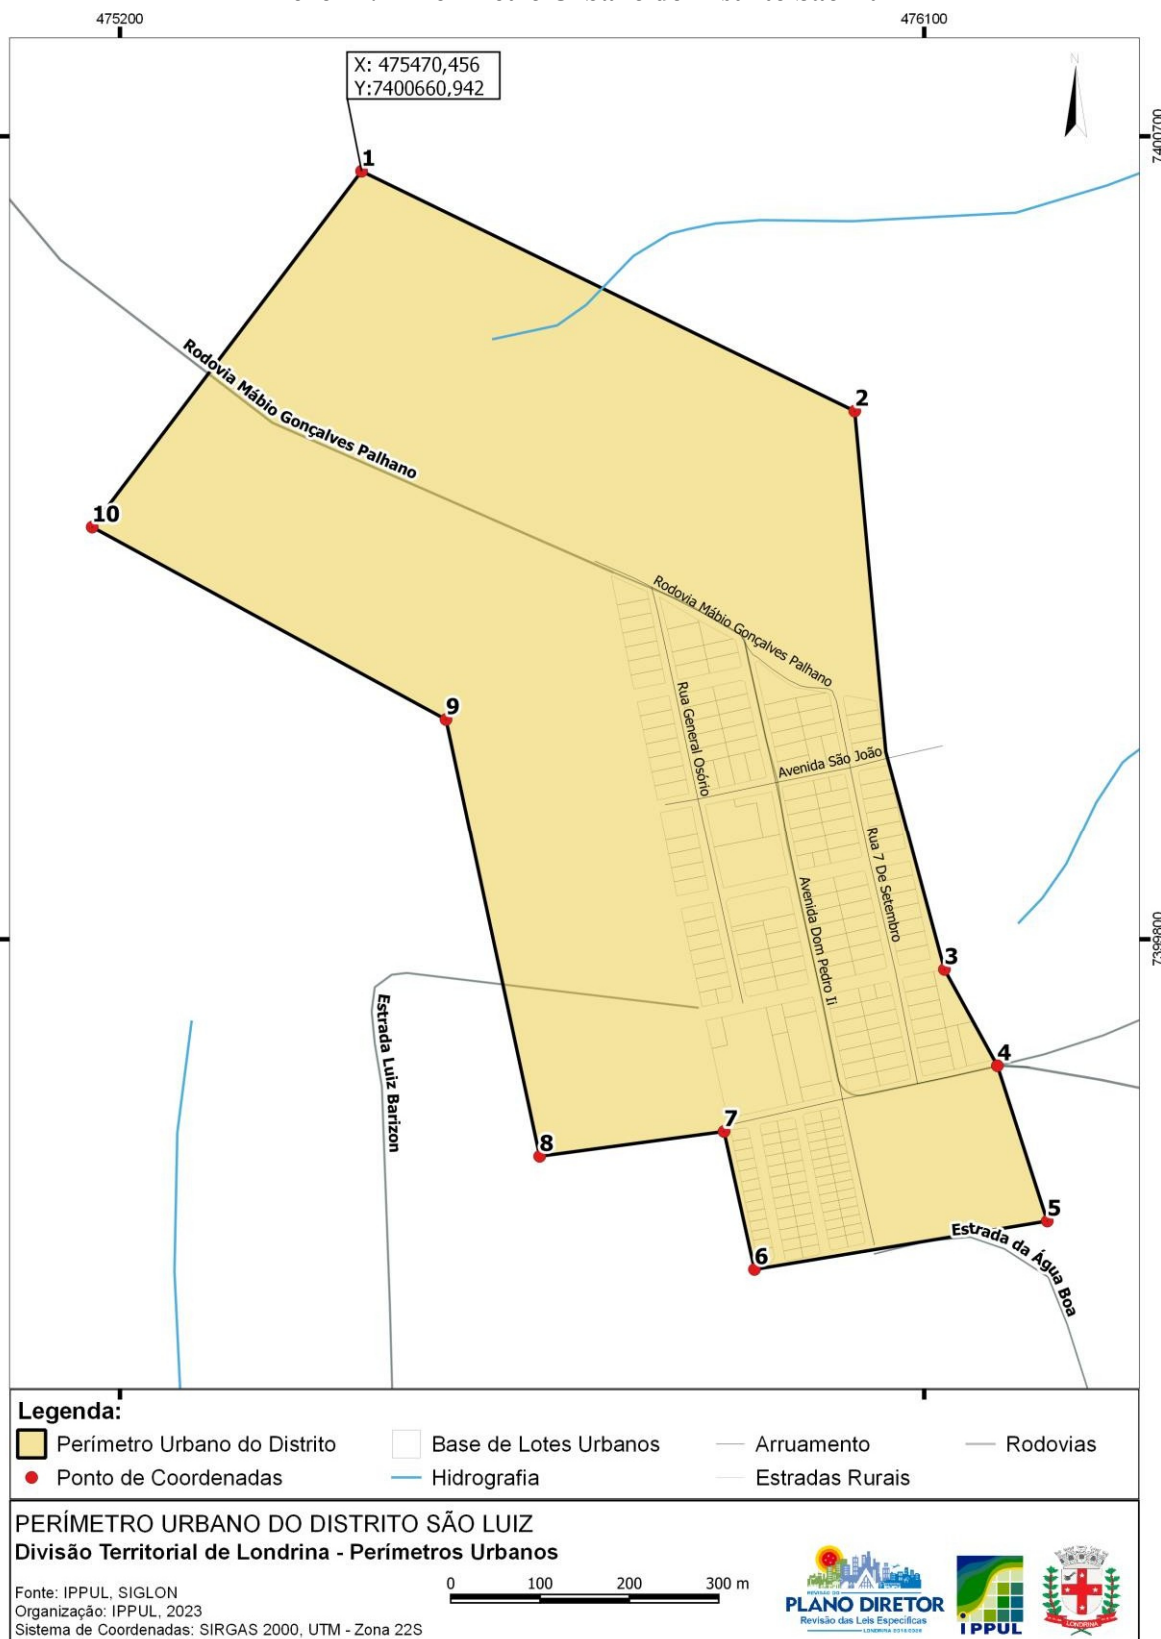 475200
476100
X: 475470,456
Y:7400660,942
N
7400700
1
2
Rodovia Mábio Gonçalves Palhano
10
Rodovia Mábio Gonçalves Palhano
9
Rua General Osório
Avenida São João
Rua 7 De Setembro
Avenida Dom Pedro Ii
7399800
3
Estrada Luiz Barizon
4
7
8
5
Estrada da Água Boa
6
Legenda:
Perímetro Urbano do Distrito
Base de Lotes Urbanos
Arruamento
Rodovias
Ponto de Coordenadas
Hidrografia
Estradas Rurais
PERÍMETRO URBANO DO DISTRITO SÃO LUIZ
Divisão Territorial de Londrina - Perímetros Urbanos
Fonte: IPPUL, SIGLON
Organização: IPPUL, 2023
Sistema de Coordenadas: SIRGAS 2000, UTM - Zona 22S
0 100 200 300 m
REVISÃO DO
PLANO DIRETOR
Revisão das Leis Específicas
IPPUL
LONDRINA